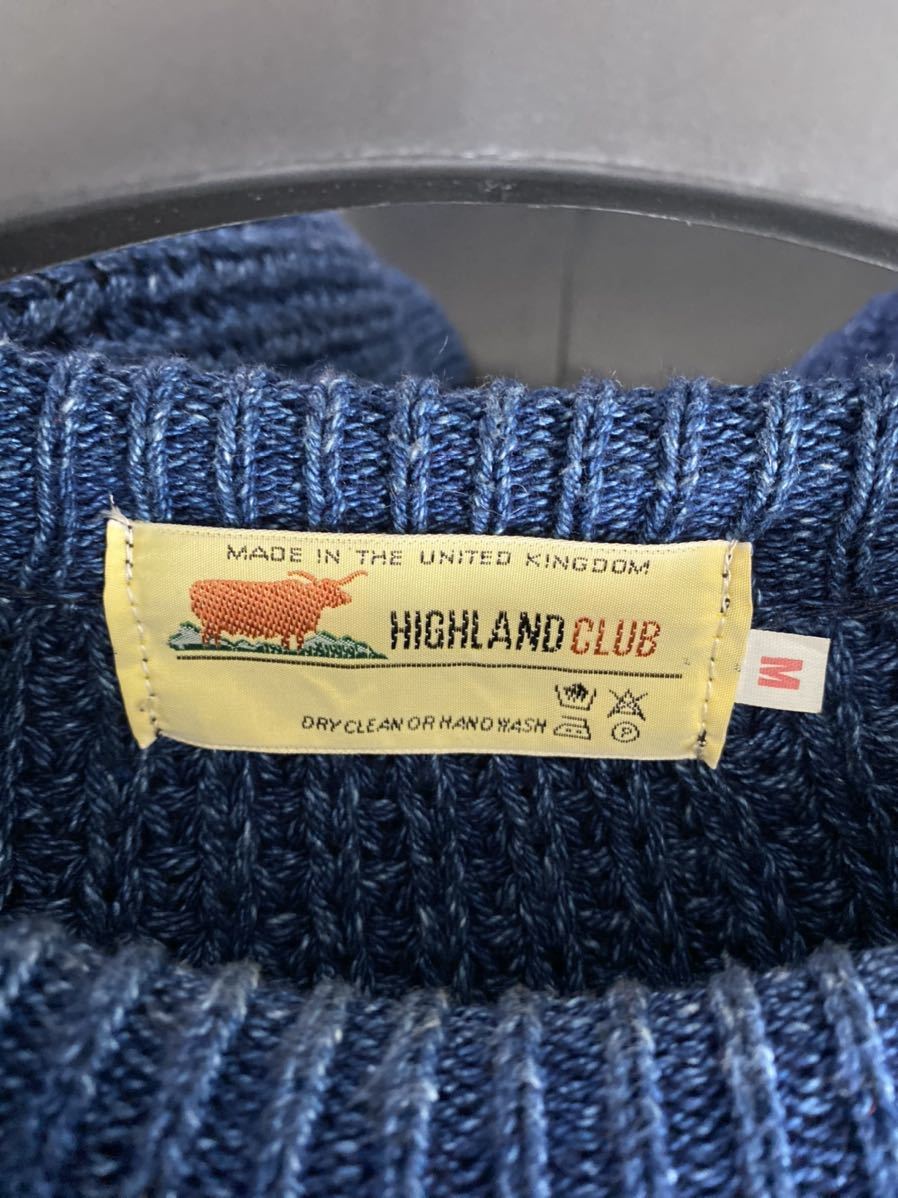 MADE IN THE UNITED KINGDOM
HIGHLAND CLUB
M
DRY CLEAN OR HAND WASH
P